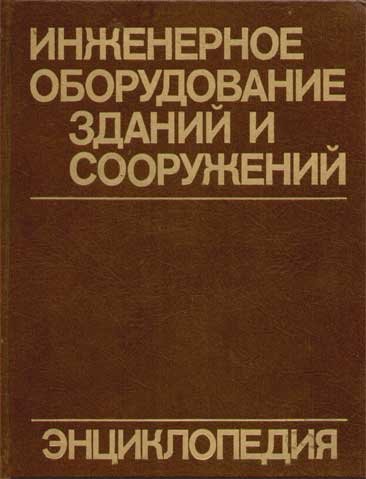 ИНЖЕНЕРНОЕ
ОБОРУДОВАНИЕ
ЗДАНИЙ И
СООРУЖЕНИЙ
ЭНЦИКЛОПЕДИЯ